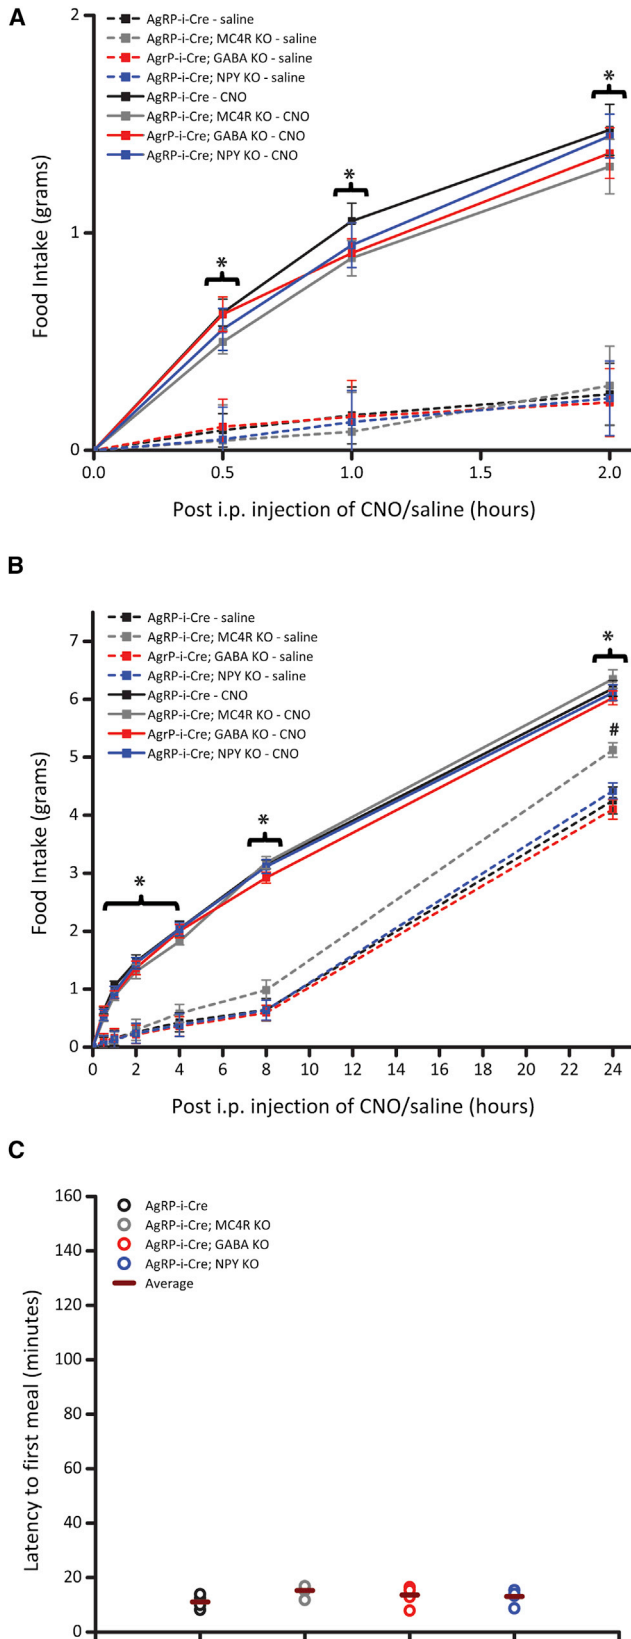 A
2
AgRP-i-Cre - saline
AgRP-i-Cre; MC4R KO - saline
AgrP-i-Cre; GABA KO - saline
AgRP-i-Cre; NPY KO - saline
AgRP-i-Cre - CNO
AgRP-i-Cre; MC4R KO - CNO
AgrP-i-Cre; GABA KO - CNO
AgRP-i-Cre; NPY KO - CNO
*
*
*
1
0
Food Intake (grams)
0.0 0.5 1.0 1.5 2.0
Post i.p. injection of CNO/saline (hours)
B
AgRP-i-Cre - saline
AgRP-i-Cre; MC4R KO - saline
AgrP-i-Cre; GABA KO - saline
AgRP-i-Cre; NPY KO - saline
AgRP-i-Cre - CNO
AgRP-i-Cre; MC4R KO - CNO
AgrP-i-Cre; GABA KO - CNO
AgRP-i-Cre; NPY KO - CNO
*
#
*
*
7
6
5
4
3
2
1
0
Food Intake (grams)
0 2 4 6 8 10 12 14 16 18 20 22 24
Post i.p. injection of CNO/saline (hours)
C
160
140
120
100
80
60
40
20
0
Latency to first meal (minutes)
AgRP-i-Cre
AgRP-i-Cre; MC4R KO
AgRP-i-Cre; GABA KO
AgRP-i-Cre; NPY KO
Average